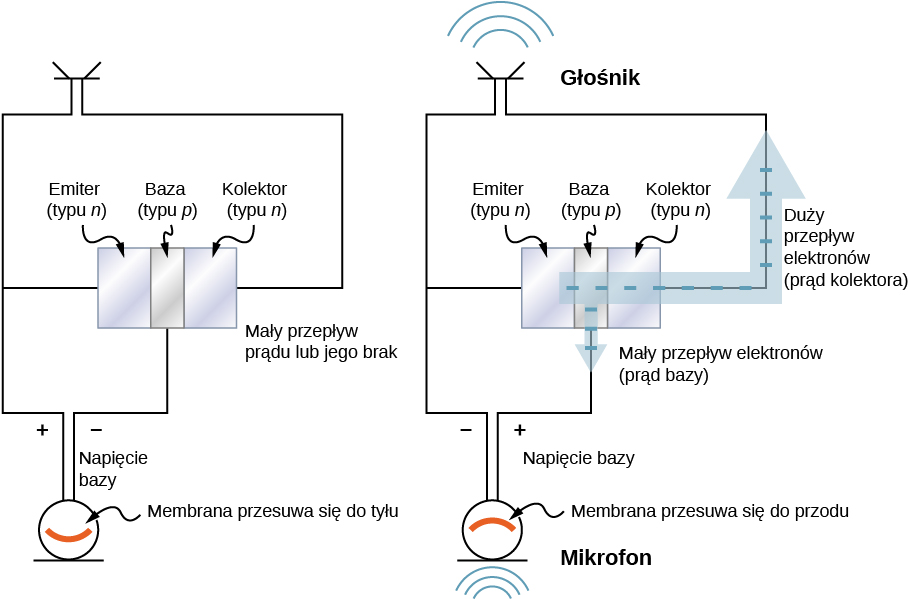 Emiter
(typu n)
Baza
(typu p)
Kolektor
(typu n)
Mały przepływ
prądu lub jego brak
+
−
Napięcie
bazy
Membrana przesuwa się do tyłu
Głośnik
Emiter
(typu n)
Baza
(typu p)
Kolektor
(typu n)
Duży
przepływ
elektronów
(prąd kolektora)
Mały przepływ elektronów
(prąd bazy)
−
+
Napięcie bazy
Membrana przesuwa się do przodu
Mikrofon